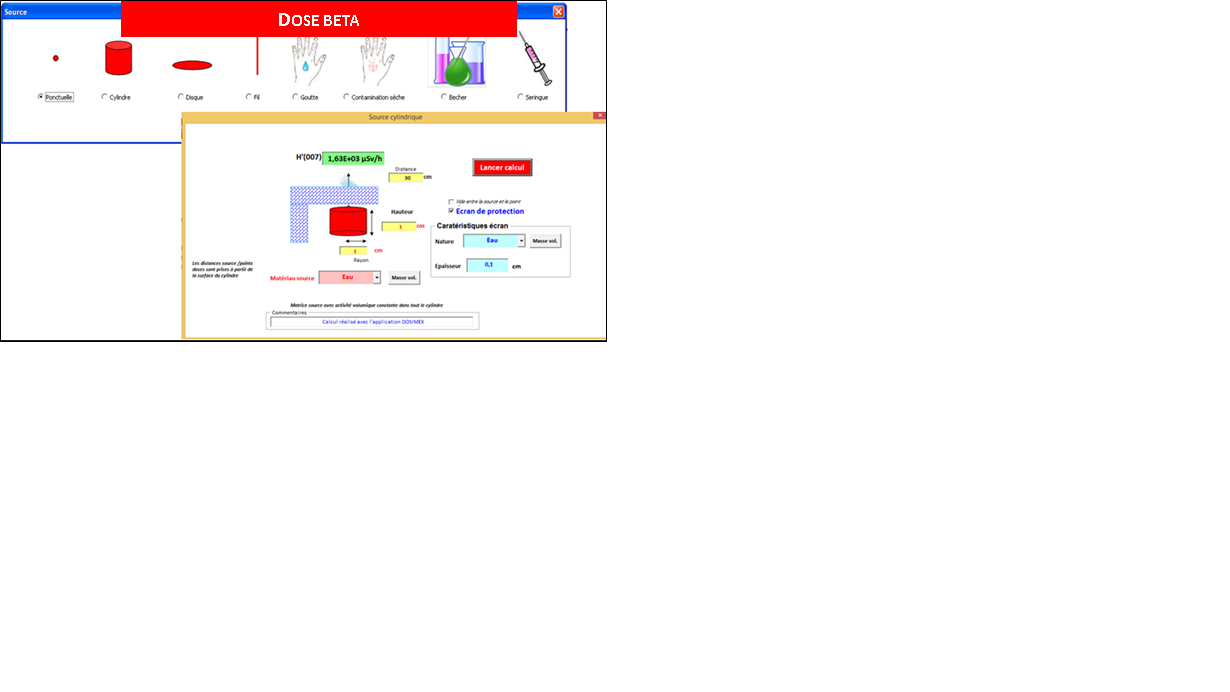 Source
DOSE BETA
Ponctuelle
Cylindre
Disque
Fil
Goutte
Contamination sèche
Becher
Seringue
Source cylindrique
H'(007) 1,63E+03 µSv/h
Distance
30 cm
Lancer calcul
Vide entre la source et le point
Ecran de protection
Hauteur
1 cm
Caratéristiques écran
Nature Eau Masse vol.
Epaisseur 0,1 cm
1 cm
Rayon
Les distances source /points
doses sont prises à partir de
la surface du cylindre
Matériau source Eau Masse vol.
Matrice source avec activité volumique constante dans tout le cylindre
Commentaires
Calcul réalisé avec l'application DOSIMEX